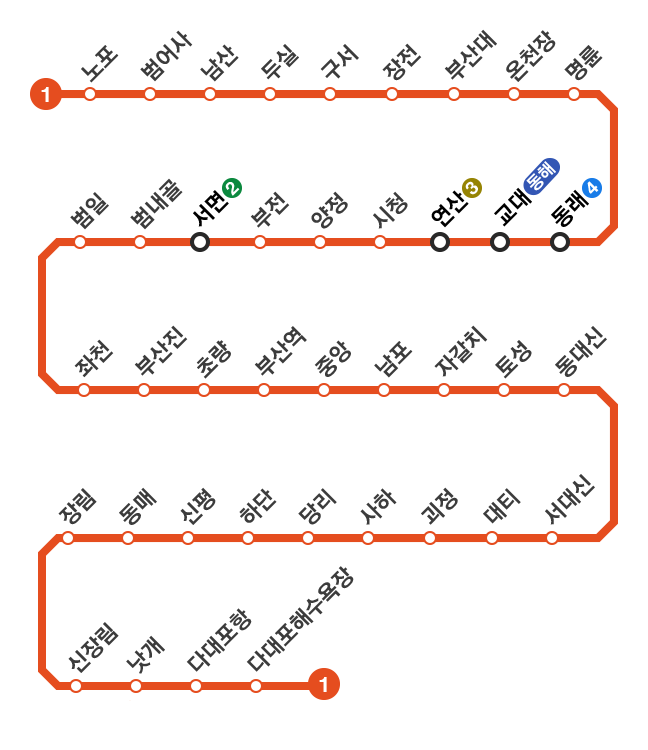 1 노포 범어사 남산 두실 구서 장전 부산대 온천장 명륜
범일 범내골 서면 2 부전 양정 시청 연산 3 교대 동해 동래 4
좌천 부산진 초량 부산역 중앙 남포 자갈치 토성 동대신
장림 동매 신평 하단 당리 사하 괴정 대티 서대신
신장림 낫개 다대포항 다대포해수욕장 1